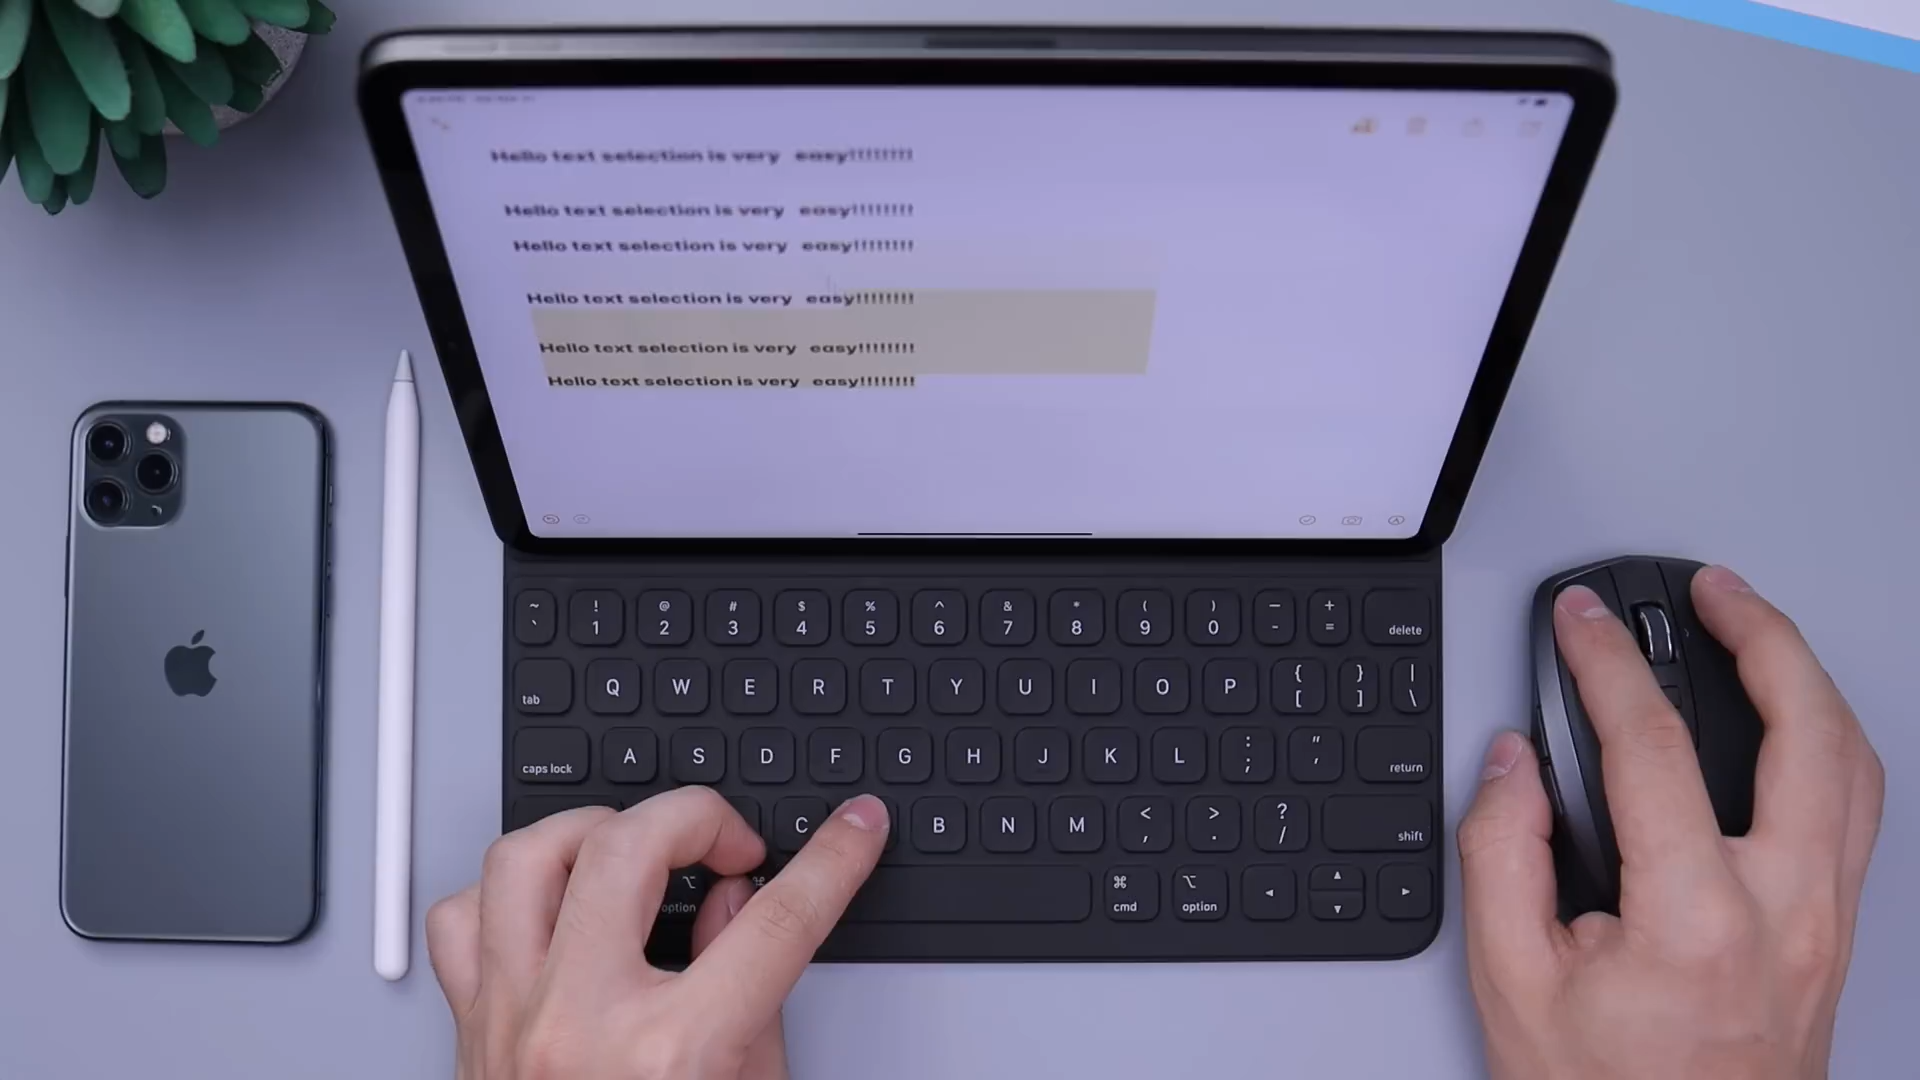 Hello text selection is very easy!!!!!!!!
Hello text selection is very easy!!!!!!!!
Hello text selection is very easy!!!!!!!!
Hello text selection is very easy!!!!!!!!
Hello text selection is very easy!!!!!!!!
Hello text selection is very easy!!!!!!!!
~ ! @ # $ % ^ & * ( ) — +
` 1 2 3 4 5 6 7 8 9 0 - = delete
tab Q W E R T Y U I O P { [ } ] | \
caps lock A S D F G H J K L : ; " ' return
C B N M < , > . ? / shift
⌥ option ⌘ ⌘ cmd ⌥ option ◂ ▴ ▾ ▸